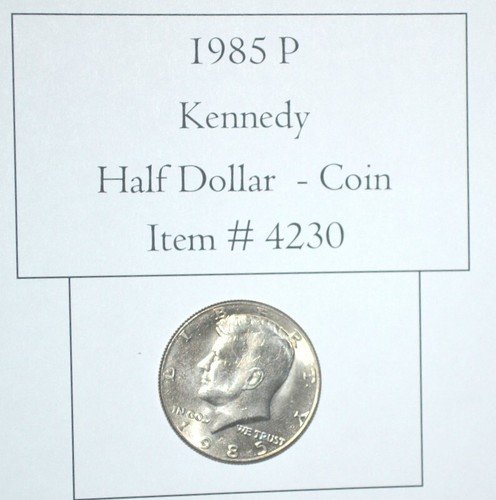 1985 P
Kennedy
Half Dollar - Coin
Item # 4230
LIBERTY
IN GOD WE TRUST
1985